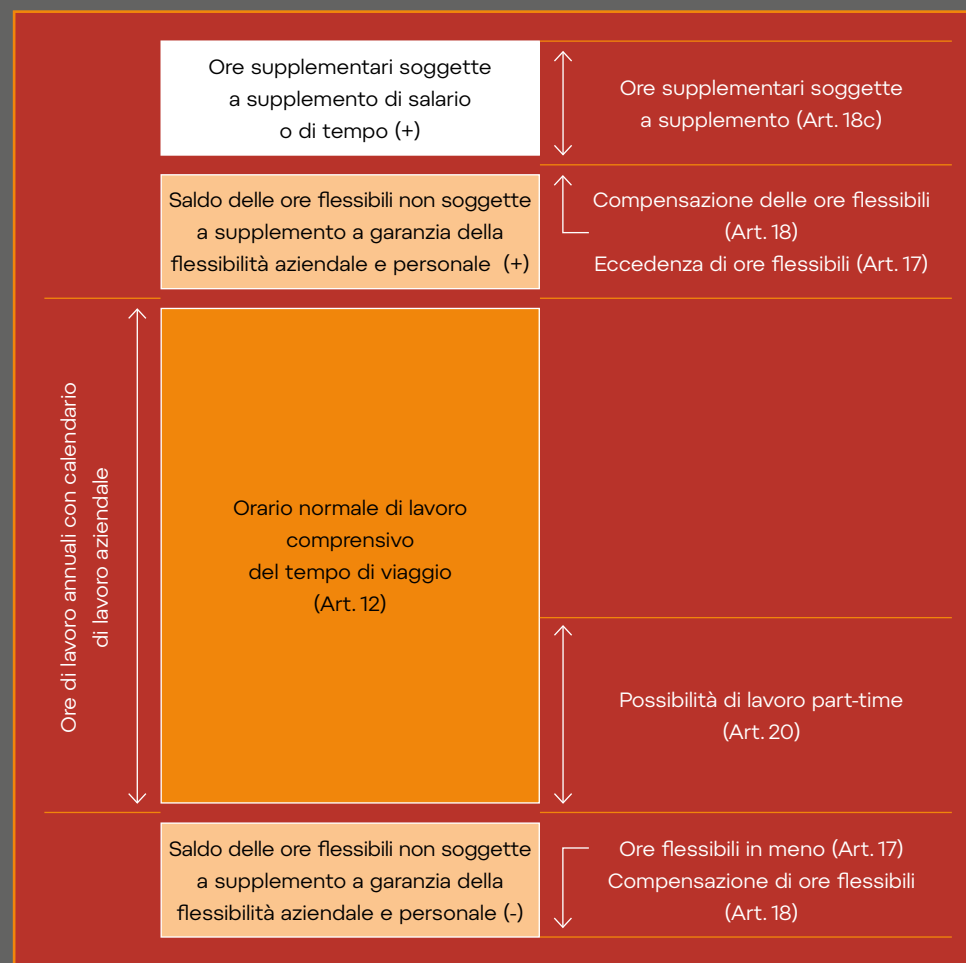 Ore supplementari soggette
a supplemento di salario
o di tempo (+)
Ore supplementari soggette
a supplemento (Art. 18c)
Saldo delle ore flessibili non soggette
a supplemento a garanzia della
flessibilità aziendale e personale (+)
Compensazione delle ore flessibili
(Art. 18)
Eccedenza di ore flessibili (Art. 17)
Ore di lavoro annuali con calendario
di lavoro aziendale
Orario normale di lavoro
comprensivo
del tempo di viaggio
(Art. 12)
Possibilità di lavoro part-time
(Art. 20)
Saldo delle ore flessibili non soggette
a supplemento a garanzia della
flessibilità aziendale e personale (-)
Ore flessibili in meno (Art. 17)
Compensazione di ore flessibili
(Art. 18)